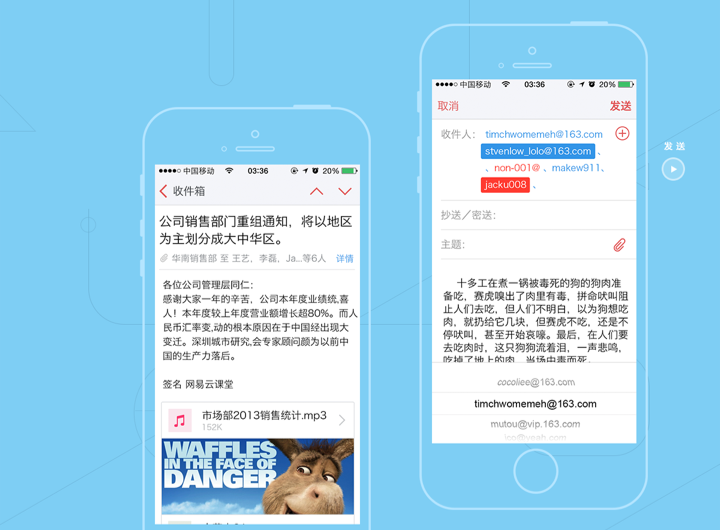 中国移动 03:36 20%
收件箱
公司销售部门重组通知，将以地区
为主划分成大中华区。
华南销售部 至 王艺，李磊，Ja...等6人 详情
各位公司管理层同仁：
感谢大家一年的辛苦，公司本年度业绩统,喜
人！本年度较上年度营业额增长超80%。而人
民币汇率变,动的根本原因在于中国经出现大
变迁。深圳城市研究,会专家顾问颜为以前中
国的生产力落后。
签名 网易云课堂
市场部2013销售统计.mp3
152K
WAFFLES
IN THE FACE OF
DANGER
中国移动 03:36 20%
取消 发送
收件人： timchwomemeh@163.com
stvenlow_lolo@163.com 、
、non-001@ 、makew911、
jacku008 、
抄送／密送：
主题：
十多工在煮一锅被毒死的狗的狗肉准
备吃，赛虎嗅出了肉里有毒，拼命吠叫阻
止人们去吃，但人们不明白，以为狗想吃
肉，就扔给它几块，但赛虎不吃，还是不
停吠叫，甚至开始哀嚎。最后，在人们要
去吃肉时，这只狗狗流着泪，一声悲鸣，
吃掉了地上的肉，当场中毒而死。
cocoliee@163.com
timchwomemeh@163.com
mutou@vip.163.com
发送